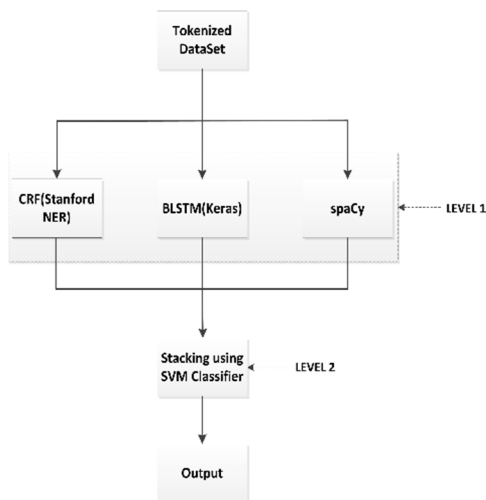 Tokenized
DataSet
CRF(Stanford
NER)
BLSTM(Keras)
spaCy
LEVEL 1
Stacking using
SVM Classifier
LEVEL 2
Output